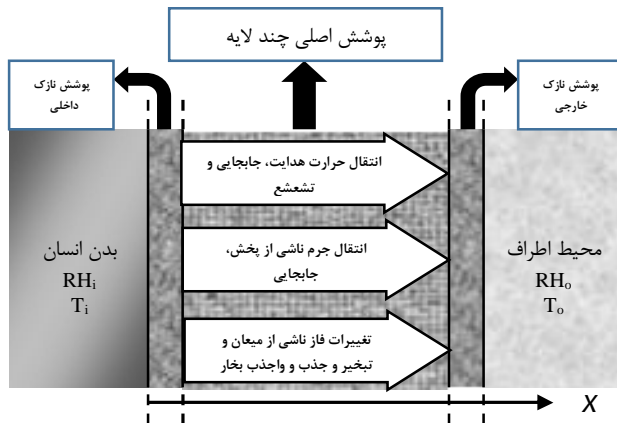 پوشش اصلی چند لایه
پوشش نازک
خارجی
پوشش نازک
داخلی
انتقال حرارت هدایت، جابجایی و
تشعشع
محیط اطراف
RHo
To
انتقال جرم ناشی از پخش،
جابجایی
بدن انسان
RHi
Ti
تغییرات فاز ناشی از میعان و
تبخیر و جذب و واجذب بخار
X